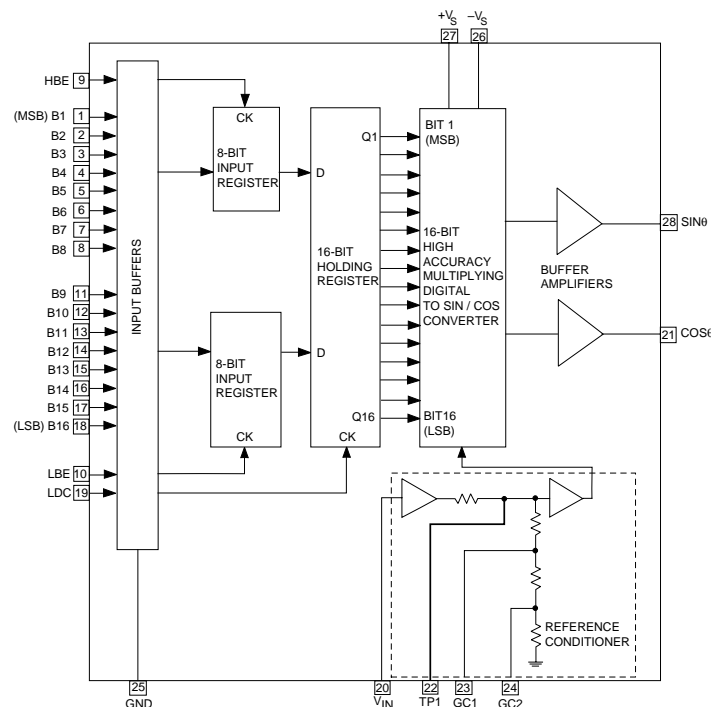 +VS
–VS
27
26
HBE 9
(MSB) B1 1
B2 2
B3 3
B4 4
B5 5
B6 6
B7 7
B8 8
B9 11
B10 12
B11 13
B12 14
B13 15
B14 16
B15 17
(LSB) B16 18
LBE 10
LDC 19
INPUT BUFFERS
CK
8-BIT
INPUT
REGISTER
8-BIT
INPUT
REGISTER
CK
D
16-BIT
HOLDING
REGISTER
D
Q1
Q16
CK
BIT 1
(MSB)
16-BIT
HIGH
ACCURACY
MULTIPLYING
DIGITAL
TO SIN / COS
CONVERTER
BIT16
(LSB)
BUFFER
AMPLIFIERS
28 SINθ
21 COSθ
REFERENCE
CONDITIONER
25
GND
20
VIN
22
TP1
23
GC1
24
GC2